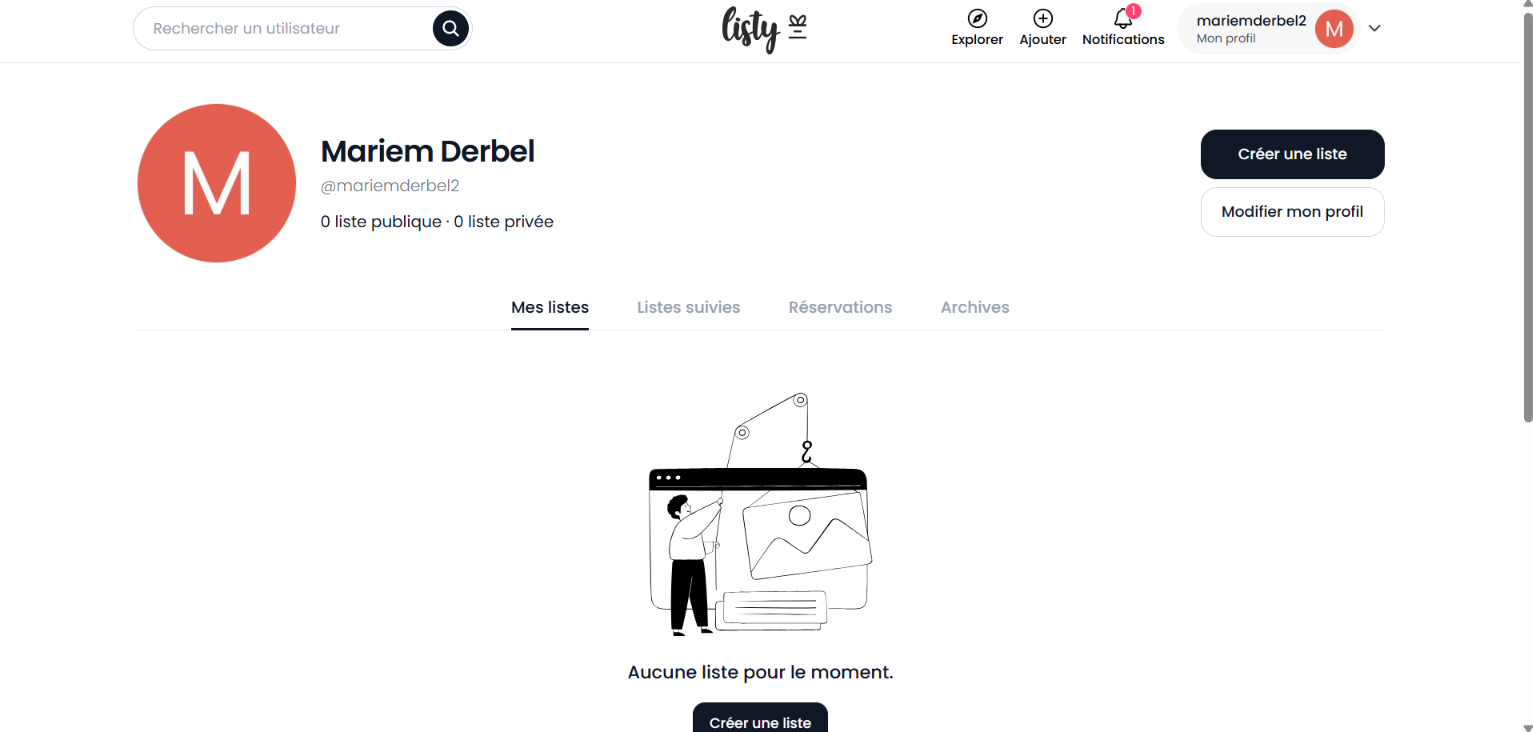 Rechercher un utilisateur
listy
Explorer
Ajouter
1
Notifications
mariemderbel2
Mon profil
M
M
Mariem Derbel
@mariemderbel2
0 liste publique · 0 liste privée
Créer une liste
Modifier mon profil
Mes listes
Listes suivies
Réservations
Archives
Aucune liste pour le moment.
Créer une liste